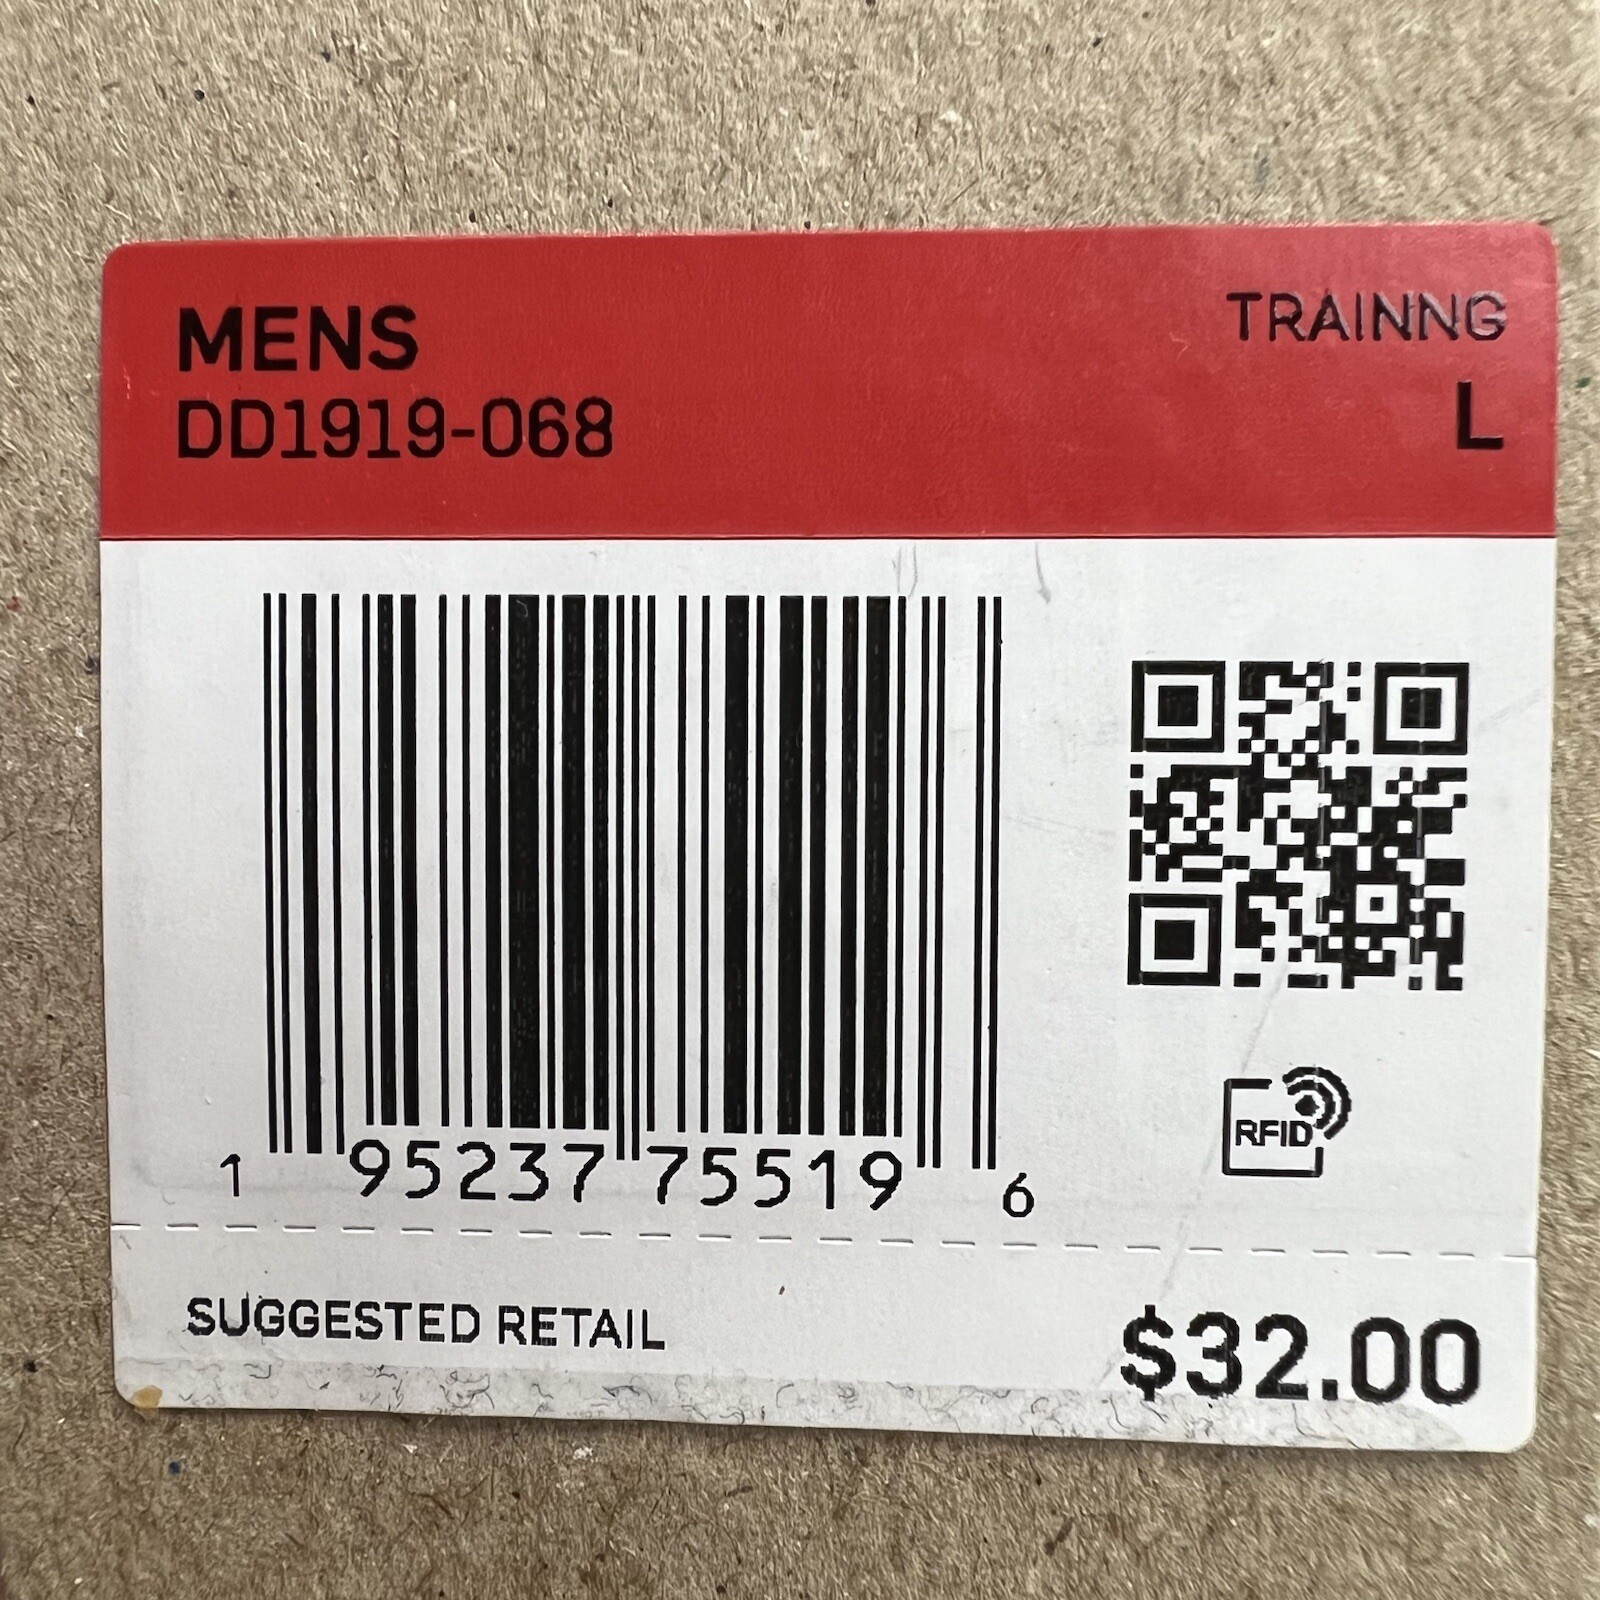 MENS
TRAINNG
DD1919-068
L
1 95237 75519 6
RFID
SUGGESTED RETAIL
$32.00